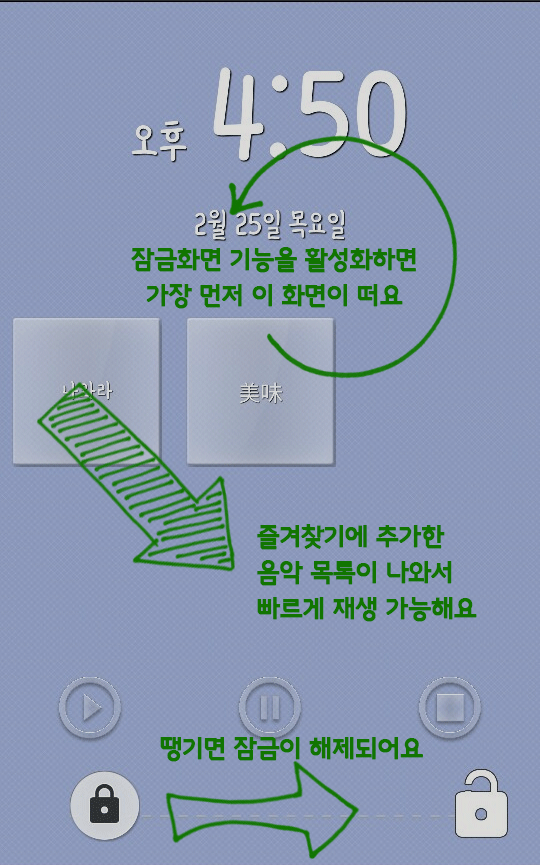 오후 4:50
2월 25일 목요일
잠금화면 기능을 활성화하면
가장 먼저 이 화면이 떠요
美味
즐겨찾기에 추가한
음악 목록이 나와서
빠르게 재생 가능해요
땡기면 잠금이 해제되어요